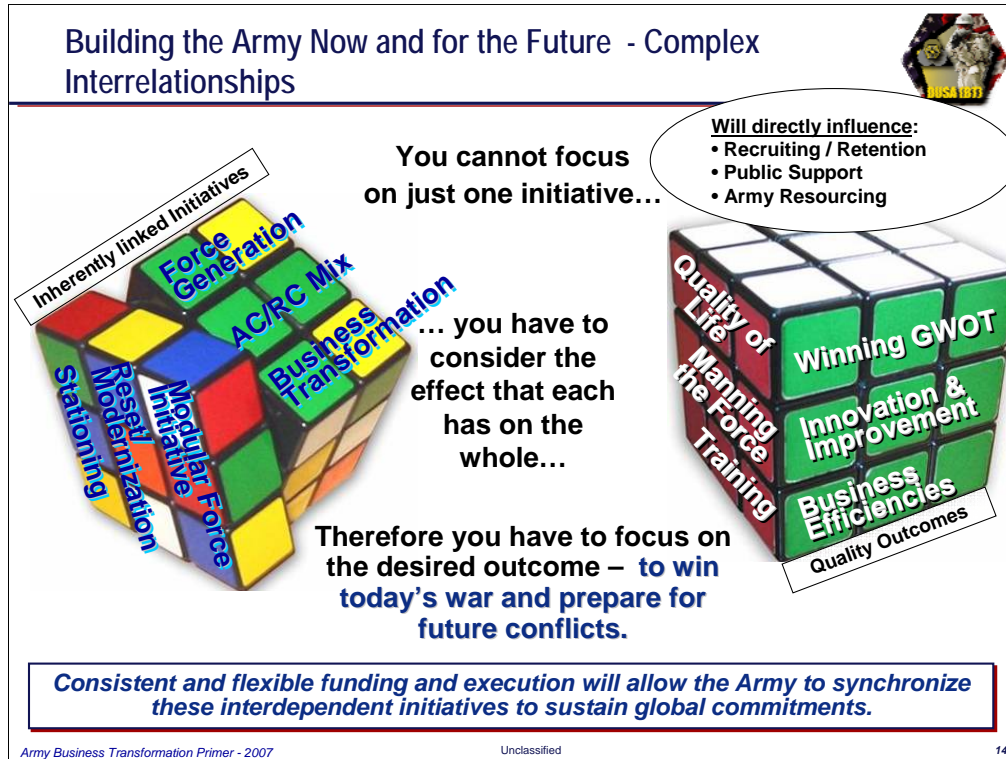 Building the Army Now and for the Future - Complex
Interrelationships
DUSA (BT)
Will directly influence:
• Recruiting / Retention
• Public Support
• Army Resourcing
You cannot focus
on just one initiative…
Inherently linked Initiatives
Force
Generation
AC/RC Mix
Business
Transformation
Stationing
Reset/
Modermization
Modular Force
Initiative
… you have to
consider the
effect that each
has on the
whole…
Quality of
Life
Manning
the Force
Training
Winning GWOT
Innovation &
Improvement
Business
Efficiencies
Quality Outcomes
Therefore you have to focus on
the desired outcome – to win
today’s war and prepare for
future conflicts.
Consistent and flexible funding and execution will allow the Army to synchronize
these interdependent initiatives to sustain global commitments.
Army Business Transformation Primer - 2007
Unclassified
14